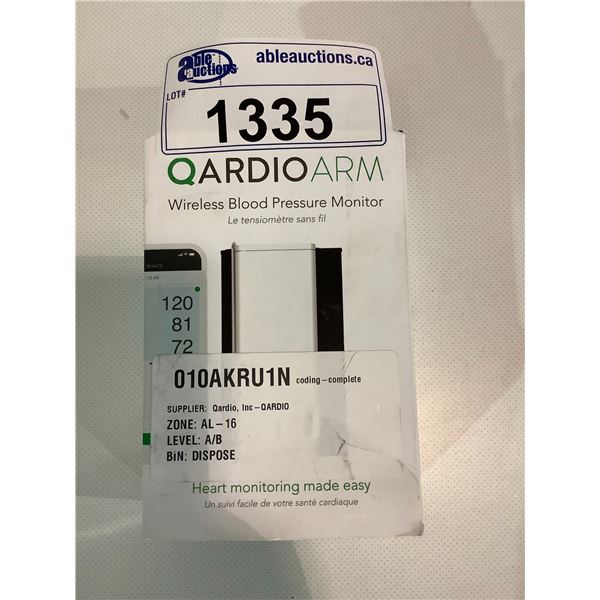 able auctions
ableauctions.ca
LOT#
1335
QARDIOARM
Wireless Blood Pressure Monitor
Le tensiomètre sans fil
120
81
72
010AKRU1N coding-complete
SUPPLIER: Qardio, Inc-QARDIO
ZONE: AL-16
LEVEL: A/B
BiN: DISPOSE
Heart monitoring made easy
Un suivi facile de votre santé cardiaque